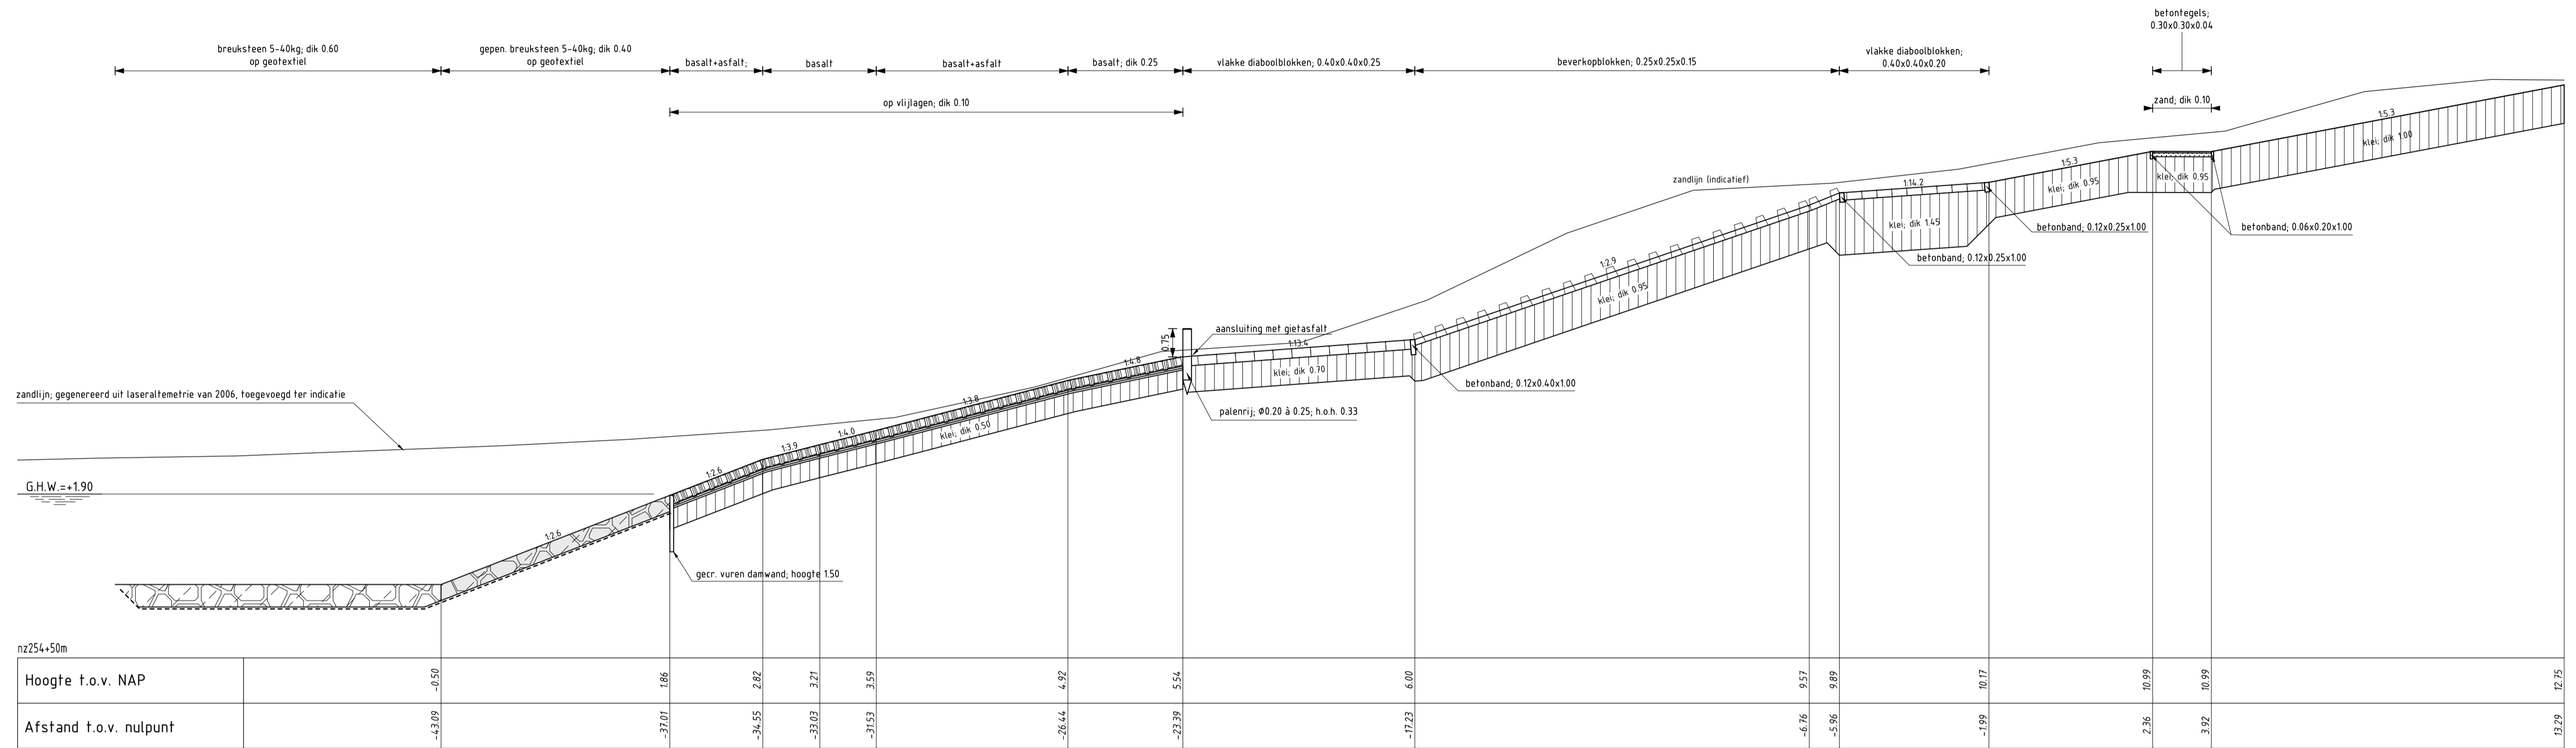 betontegels;
0.30x0.30x0.04
breuksteen 5-40kg; dik 0.60
op geotextiel
gepen. breuksteen 5-40kg; dik 0.40
op geotextiel
basalt+asfalt;
basalt
basalt+asfalt
basalt; dik 0.25
vlakke diaboolblokken; 0.40x0.40x0.25
beverkopblokken; 0.25x0.25x0.15
vlakke diaboolblokken;
0.40x0.40x0.20
op vlijlagen; dik 0.10
zand; dik 0.10
1:5.3
klei; dik 1.00
1:5.3
klei; dik 0.95
klei; dik 0.95
zandlijn (indicatief)
1:14.2
klei; dik 1.45
betonband; 0.12x0.25x1.00
betonband; 0.06x0.20x1.00
betonband; 0.12x0.25x1.00
1:2.9
klei; dik 0.95
0.75
aansluiting met gietasfalt
1:13.4
klei; dik 0.70
betonband; 0.12x0.40x1.00
palenrij; Ø0.20 à 0.25; h.o.h. 0.33
1:4.8
1:3.8
klei; dik 0.50
1:4.0
1:3.9
1:2.6
zandlijn; gegenereerd uit laseraltemetrie van 2006, toegevoegd ter indicatie
G.H.W.=+1.90
1:2.6
gecr. vuren damwand; hoogte 1.50
nz254+50m
Hoogte t.o.v. NAP -0.50 1.86 2.82 3.21 3.59 4.92 5.54 6.00 9.57 9.89 10.17 10.99 10.99 12.75
Afstand t.o.v. nulpunt -43.09 -37.01 -34.55 -33.03 -31.53 -26.44 -23.39 -17.23 -6.76 -5.96 -1.99 2.36 3.92 13.29